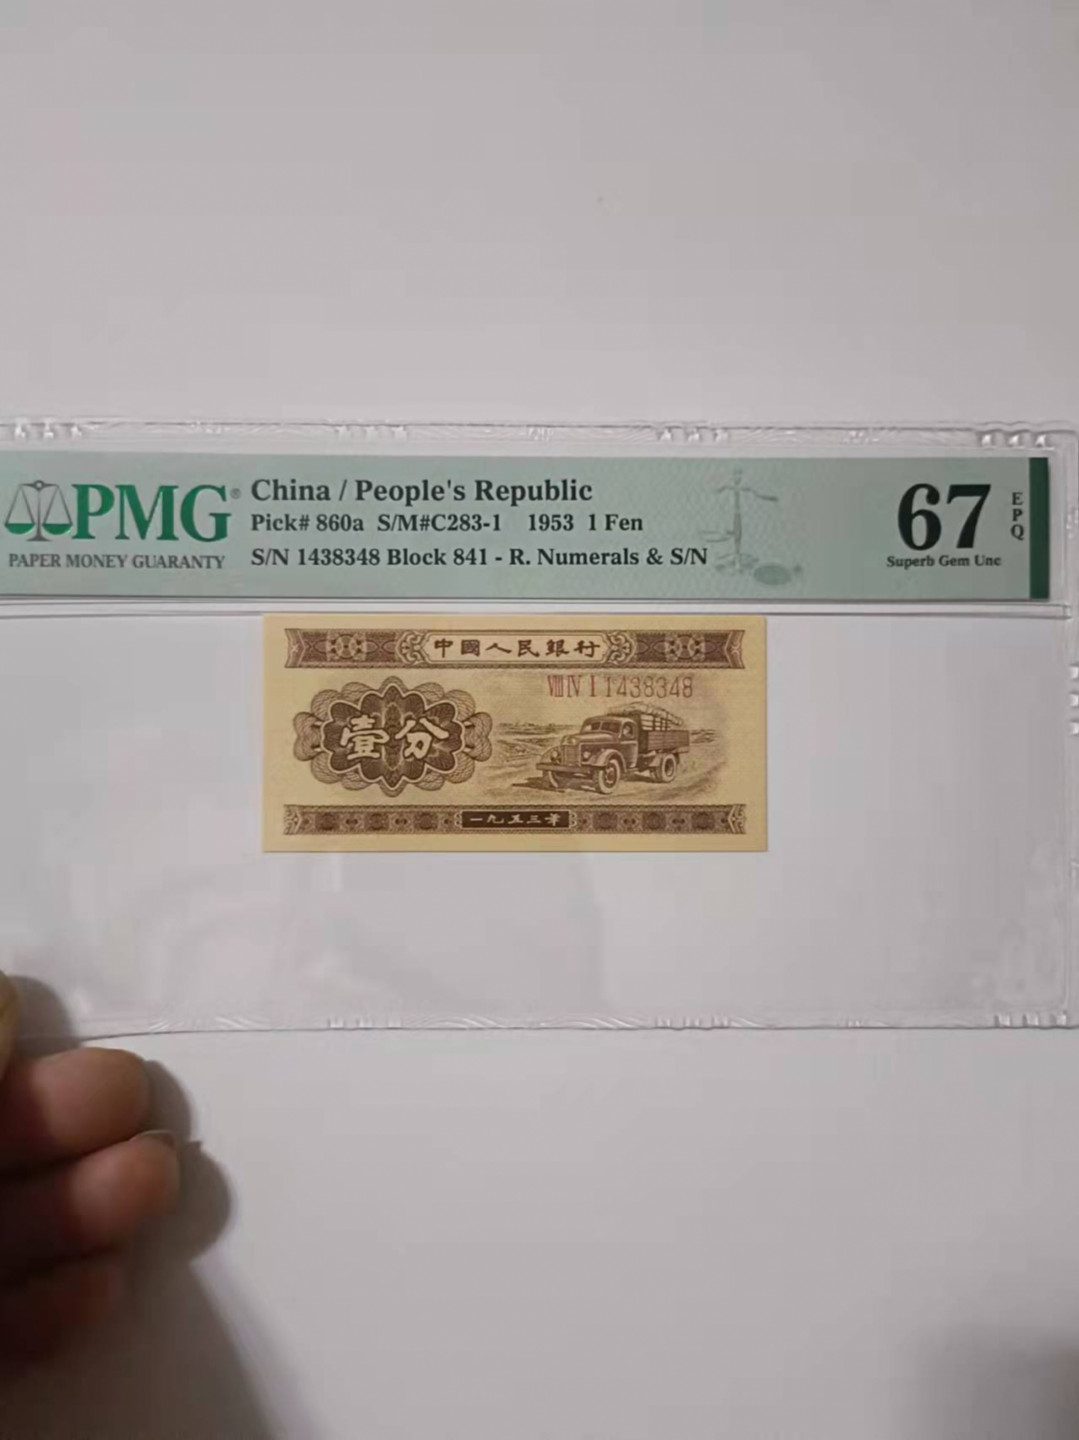 PMG®
PAPER MONEY GUARANTY
China / People's Republic
Pick# 860a S/M#C283-1 1953 1 Fen
S/N 1438348 Block 841 - R. Numerals & S/N
67
EPQ
Superb Gem Unc
中國人民銀行
VIII IV I 1438348
壹分
一九五三年